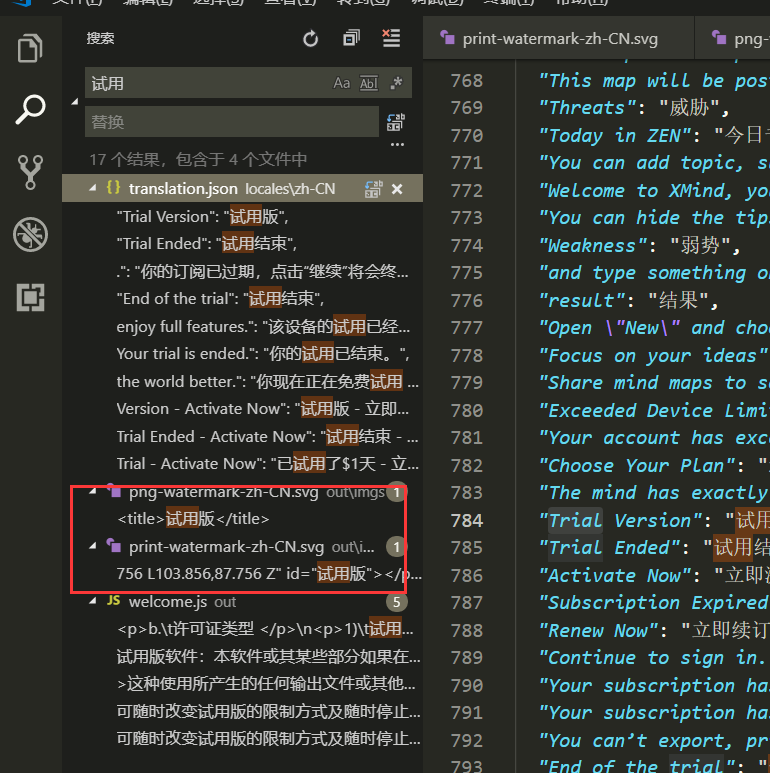 搜索
试用
Aa Abl .*
替换
17 个结果，包含于 4 个文件中
{} translation.json locales\zh-CN
"Trial Version": "试用版",
"Trial Ended": "试用结束",
.": "你的订阅已过期，点击“继续”将会终...
"End of the trial": "试用结束",
enjoy full features.": "该设备的试用已经...
Your trial is ended.": "你的试用已结束。",
the world better.": "你现在正在免费试用 ...
Version - Activate Now": "试用版 - 立即...
Trial Ended - Activate Now": "试用结束 - ...
Trial - Activate Now": "已试用了$1天 - 立...
png-watermark-zh-CN.svg out\imgs 1
<title>试用版</title>
print-watermark-zh-CN.svg out\i... 1
756 L103.856,87.756 Z" id="试用版"></p...
JS welcome.js out 5
<p>b.\t许可证类型 </p>\n<p>1)\t试用...
试用版软件：本软件或其某些部分如果在...
>这种使用所产生的任何输出文件或其他...
可随时改变试用版的限制方式及随时停止...
可随时改变试用版的限制方式及随时停止...
print-watermark-zh-CN.svg
png-
768 "This map will be pos
769 "Threats": "威胁",
770 "Today in ZEN": "今日
771 "You can add topic, s
772 "Welcome to XMind, yo
773 "You can hide the tip
774 "Weakness": "弱势",
775 "and type something o
776 "result": "结果",
777 "Open \"New\" and choo
778 "Focus on your ideas"
779 "Share mind maps to s
780 "Exceeded Device Limi
781 "Your account has exc
782 "Choose Your Plan": "
783 "The mind has exactly
784 "Trial Version": "试用
785 "Trial Ended": "试用结
786 "Activate Now": "立即
787 "Subscription Expired
788 "Renew Now": "立即续订
789 "Continue to sign in.
790 "Your subscription ha
791 "Your subscription ha
792 "You can’t export, pr
793 "End of the trial": "